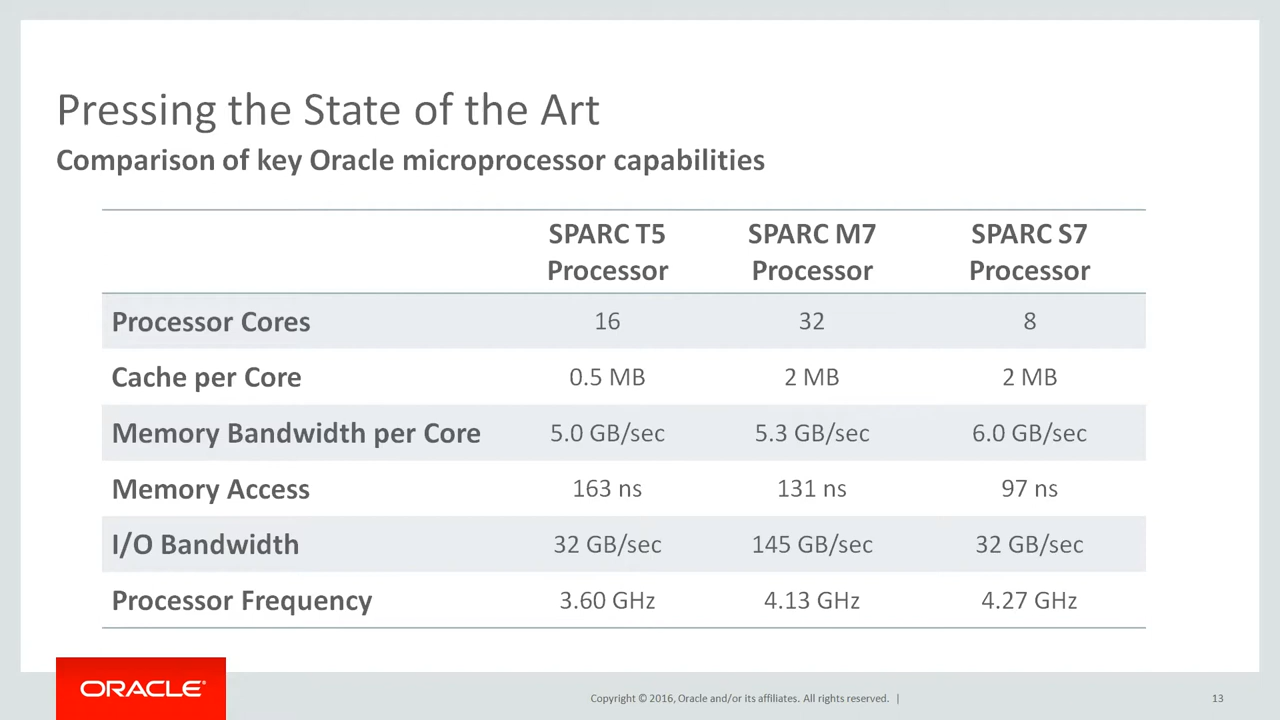 Pressing the State of the Art
Comparison of key Oracle microprocessor capabilities
SPARC T5 Processor SPARC M7 Processor SPARC S7 Processor
Processor Cores 16 32 8
Cache per Core 0.5 MB 2 MB 2 MB
Memory Bandwidth per Core 5.0 GB/sec 5.3 GB/sec 6.0 GB/sec
Memory Access 163 ns 131 ns 97 ns
I/O Bandwidth 32 GB/sec 145 GB/sec 32 GB/sec
Processor Frequency 3.60 GHz 4.13 GHz 4.27 GHz
ORACLE®
Copyright © 2016, Oracle and/or its affiliates. All rights reserved. | 13